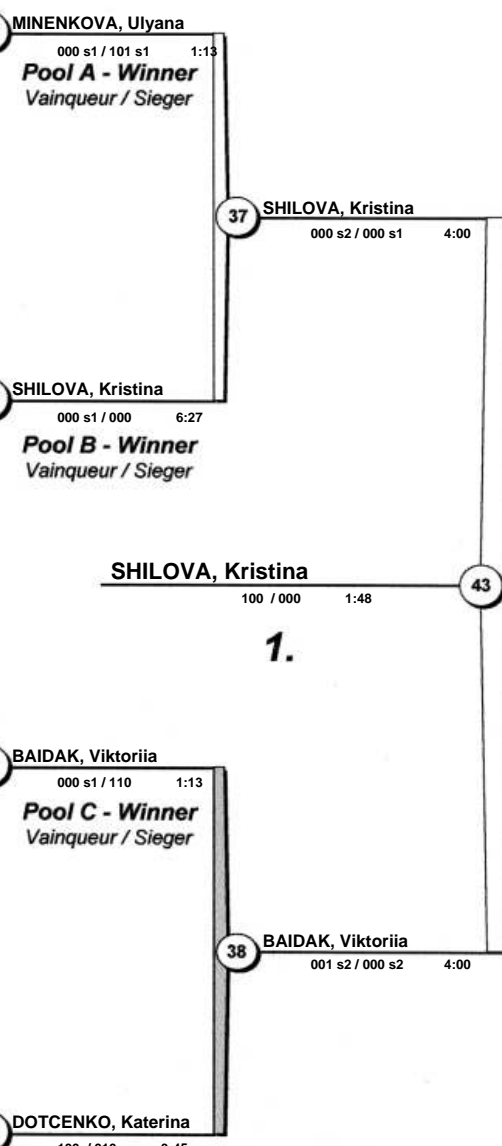 MINENKOVA, Ulyana
000 s1 / 101 s1 1:13
Pool A - Winner
Vainqueur / Sieger
37
SHILOVA, Kristina
000 s2 / 000 s1 4:00
SHILOVA, Kristina
000 s1 / 000 6:27
Pool B - Winner
Vainqueur / Sieger
SHILOVA, Kristina
100 / 000 1:48
43
1.
BAIDAK, Viktoriia
000 s1 / 110 1:13
Pool C - Winner
Vainqueur / Sieger
38
BAIDAK, Viktoriia
001 s2 / 000 s2 4:00
DOTCENKO, Katerina